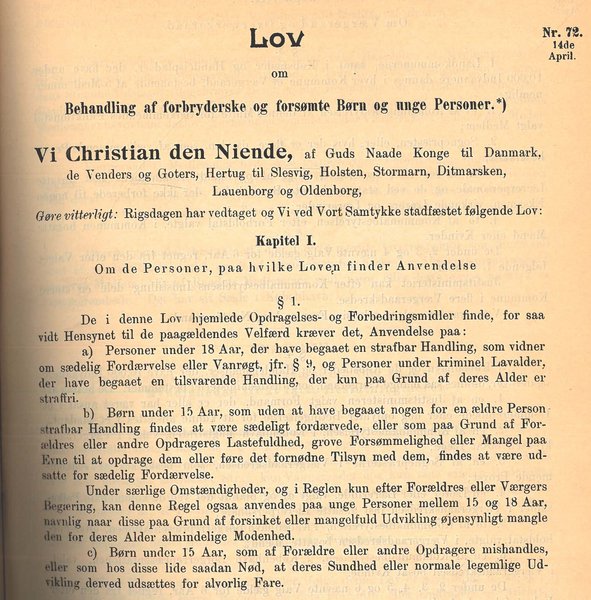 Lov
Nr. 72.
14de
April.
om
Behandling af forbryderske og forsømte Børn og unge Personer.*)
Vi Christian den Niende, af Guds Naade Konge til Danmark,
de Venders og Goters, Hertug til Slesvig, Holsten, Stormarn, Ditmarsken,
Lauenborg og Oldenborg,
Gøre vitterligt: Rigsdagen har vedtaget og Vi ved Vort Samtykke stadfæstet følgende Lov:
Kapitel I.
Om de Personer, paa hvilke Loven finder Anvendelse
§ 1.
De i denne Lov hjemlede Opdragelses- og Forbedringsmidler finde, for saa
vidt Hensynet til de paagældendes Velfærd kræver det, Anvendelse paa:
a) Personer under 18 Aar, der have begaaet en strafbar Handling, som vidner
om sædelig Fordærvelse eller Vanrøgt, jfr. § 9, og Personer under kriminel Lavalder,
der have begaaet en tilsvarende Handling, der kun paa Grund af deres Alder er
straffri.
b) Børn under 15 Aar, som uden at have begaaet nogen for en ældre Person
strafbar Handling findes at være sædeligt fordærvede, eller som paa Grund af For-
ældres eller andre Opdrageres Lastefuldhed, grove Forsømmelighed eller Mangel paa
Evne til at opdrage dem eller føre det fornødne Tilsyn med dem, findes at være ud-
satte for sædelig Fordærvelse.
Under særlige Omstændigheder, og i Reglen kun efter Forældres eller Værgers
Begæring, kan denne Regel ogsaa anvendes paa unge Personer mellem 15 og 18 Aar,
navnlig naar disse paa Grund af forsinket eller mangelfuld Udvikling øjensynligt mangle
den for deres Alder almindelige Modenhed.
c) Børn under 15 Aar, som af Forældre eller andre Opdragere mishandles,
eller som hos disse lide saadan Nød, at deres Sundhed eller normale legemlige Ud-
vikling derved udsættes for alvorlig Fare.